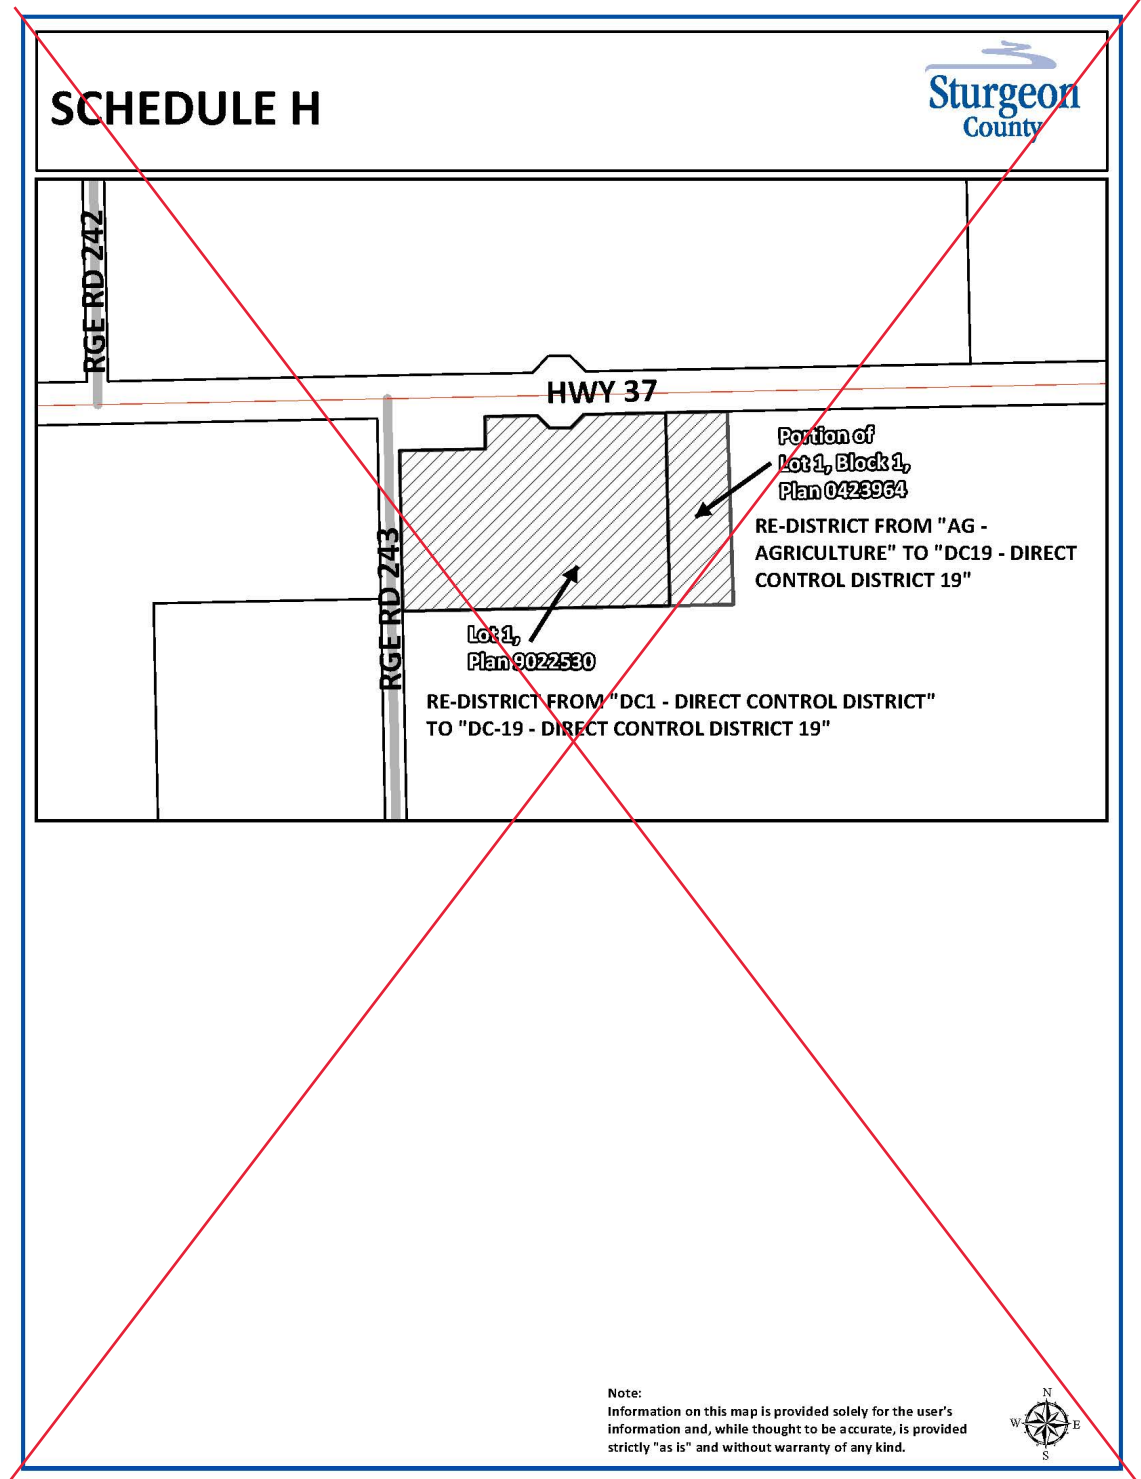 SCHEDULE H
Sturgeon
County
RGE RD 242
HWY 37
Portion of
Lot 1, Block 1,
Plan 0423964
RE-DISTRICT FROM "AG -
AGRICULTURE" TO "DC19 - DIRECT
CONTROL DISTRICT 19"
RGE RD 243
Lot 1,
Plan 9022530
RE-DISTRICT FROM "DC1 - DIRECT CONTROL DISTRICT"
TO "DC-19 - DIRECT CONTROL DISTRICT 19"
Note:
Information on this map is provided solely for the user's
information and, while thought to be accurate, is provided
strictly "as is" and without warranty of any kind.
N
W E
S